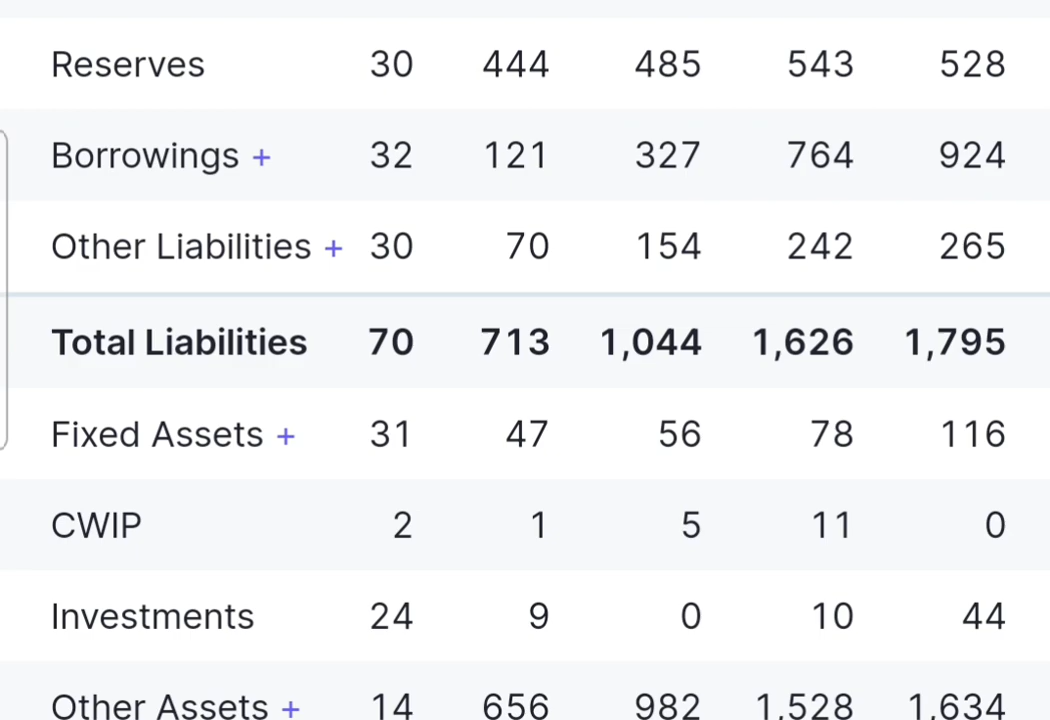 Reserves 30 444 485 543 528
Borrowings + 32 121 327 764 924
Other Liabilities + 30 70 154 242 265
Total Liabilities 70 713 1,044 1,626 1,795
Fixed Assets + 31 47 56 78 116
CWIP 2 1 5 11 0
Investments 24 9 0 10 44
Other Assets + 14 656 982 1,528 1,634